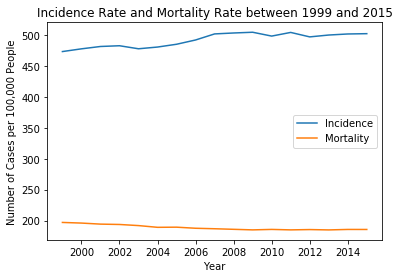 Incidence Rate and Mortality Rate between 1999 and 2015
Number of Cases per 100,000 People
500
450
400
350
300
250
200
Incidence
Mortality
2000 2002 2004 2006 2008 2010 2012 2014
Year